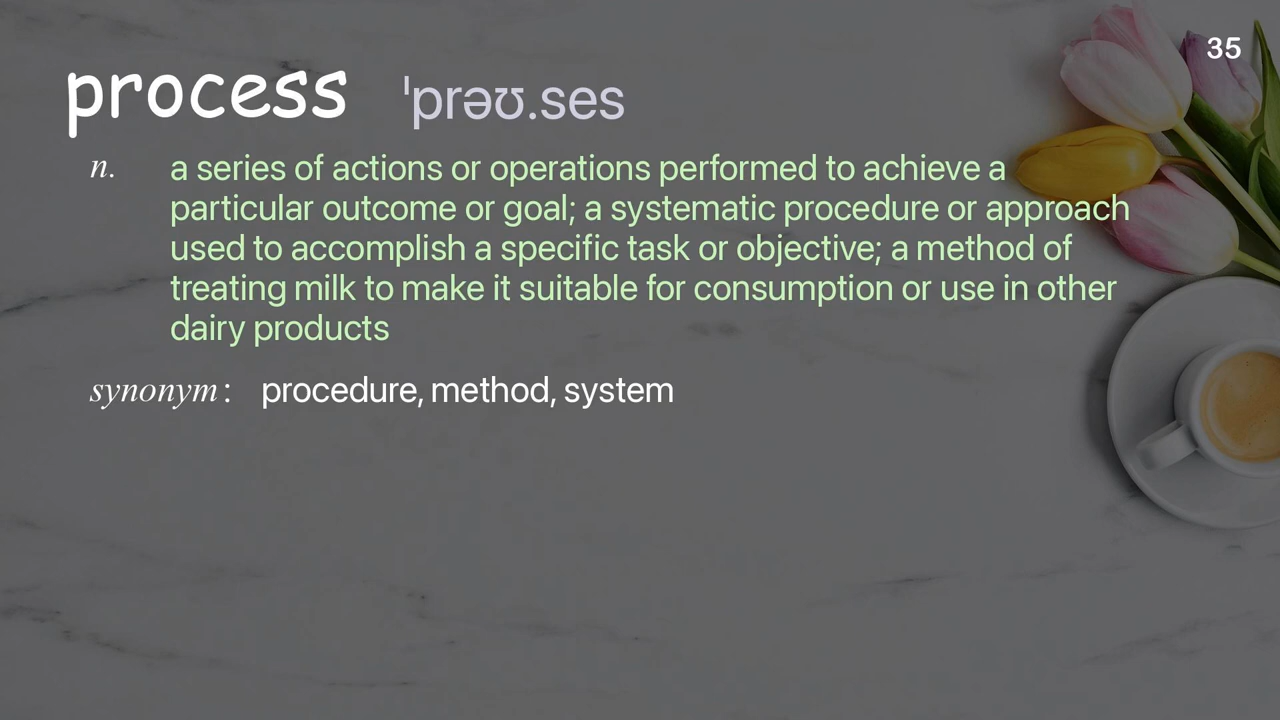 35
process ˈprəʊ.ses
n. a series of actions or operations performed to achieve a
particular outcome or goal; a systematic procedure or approach
used to accomplish a specific task or objective; a method of
treating milk to make it suitable for consumption or use in other
dairy products
synonym: procedure, method, system